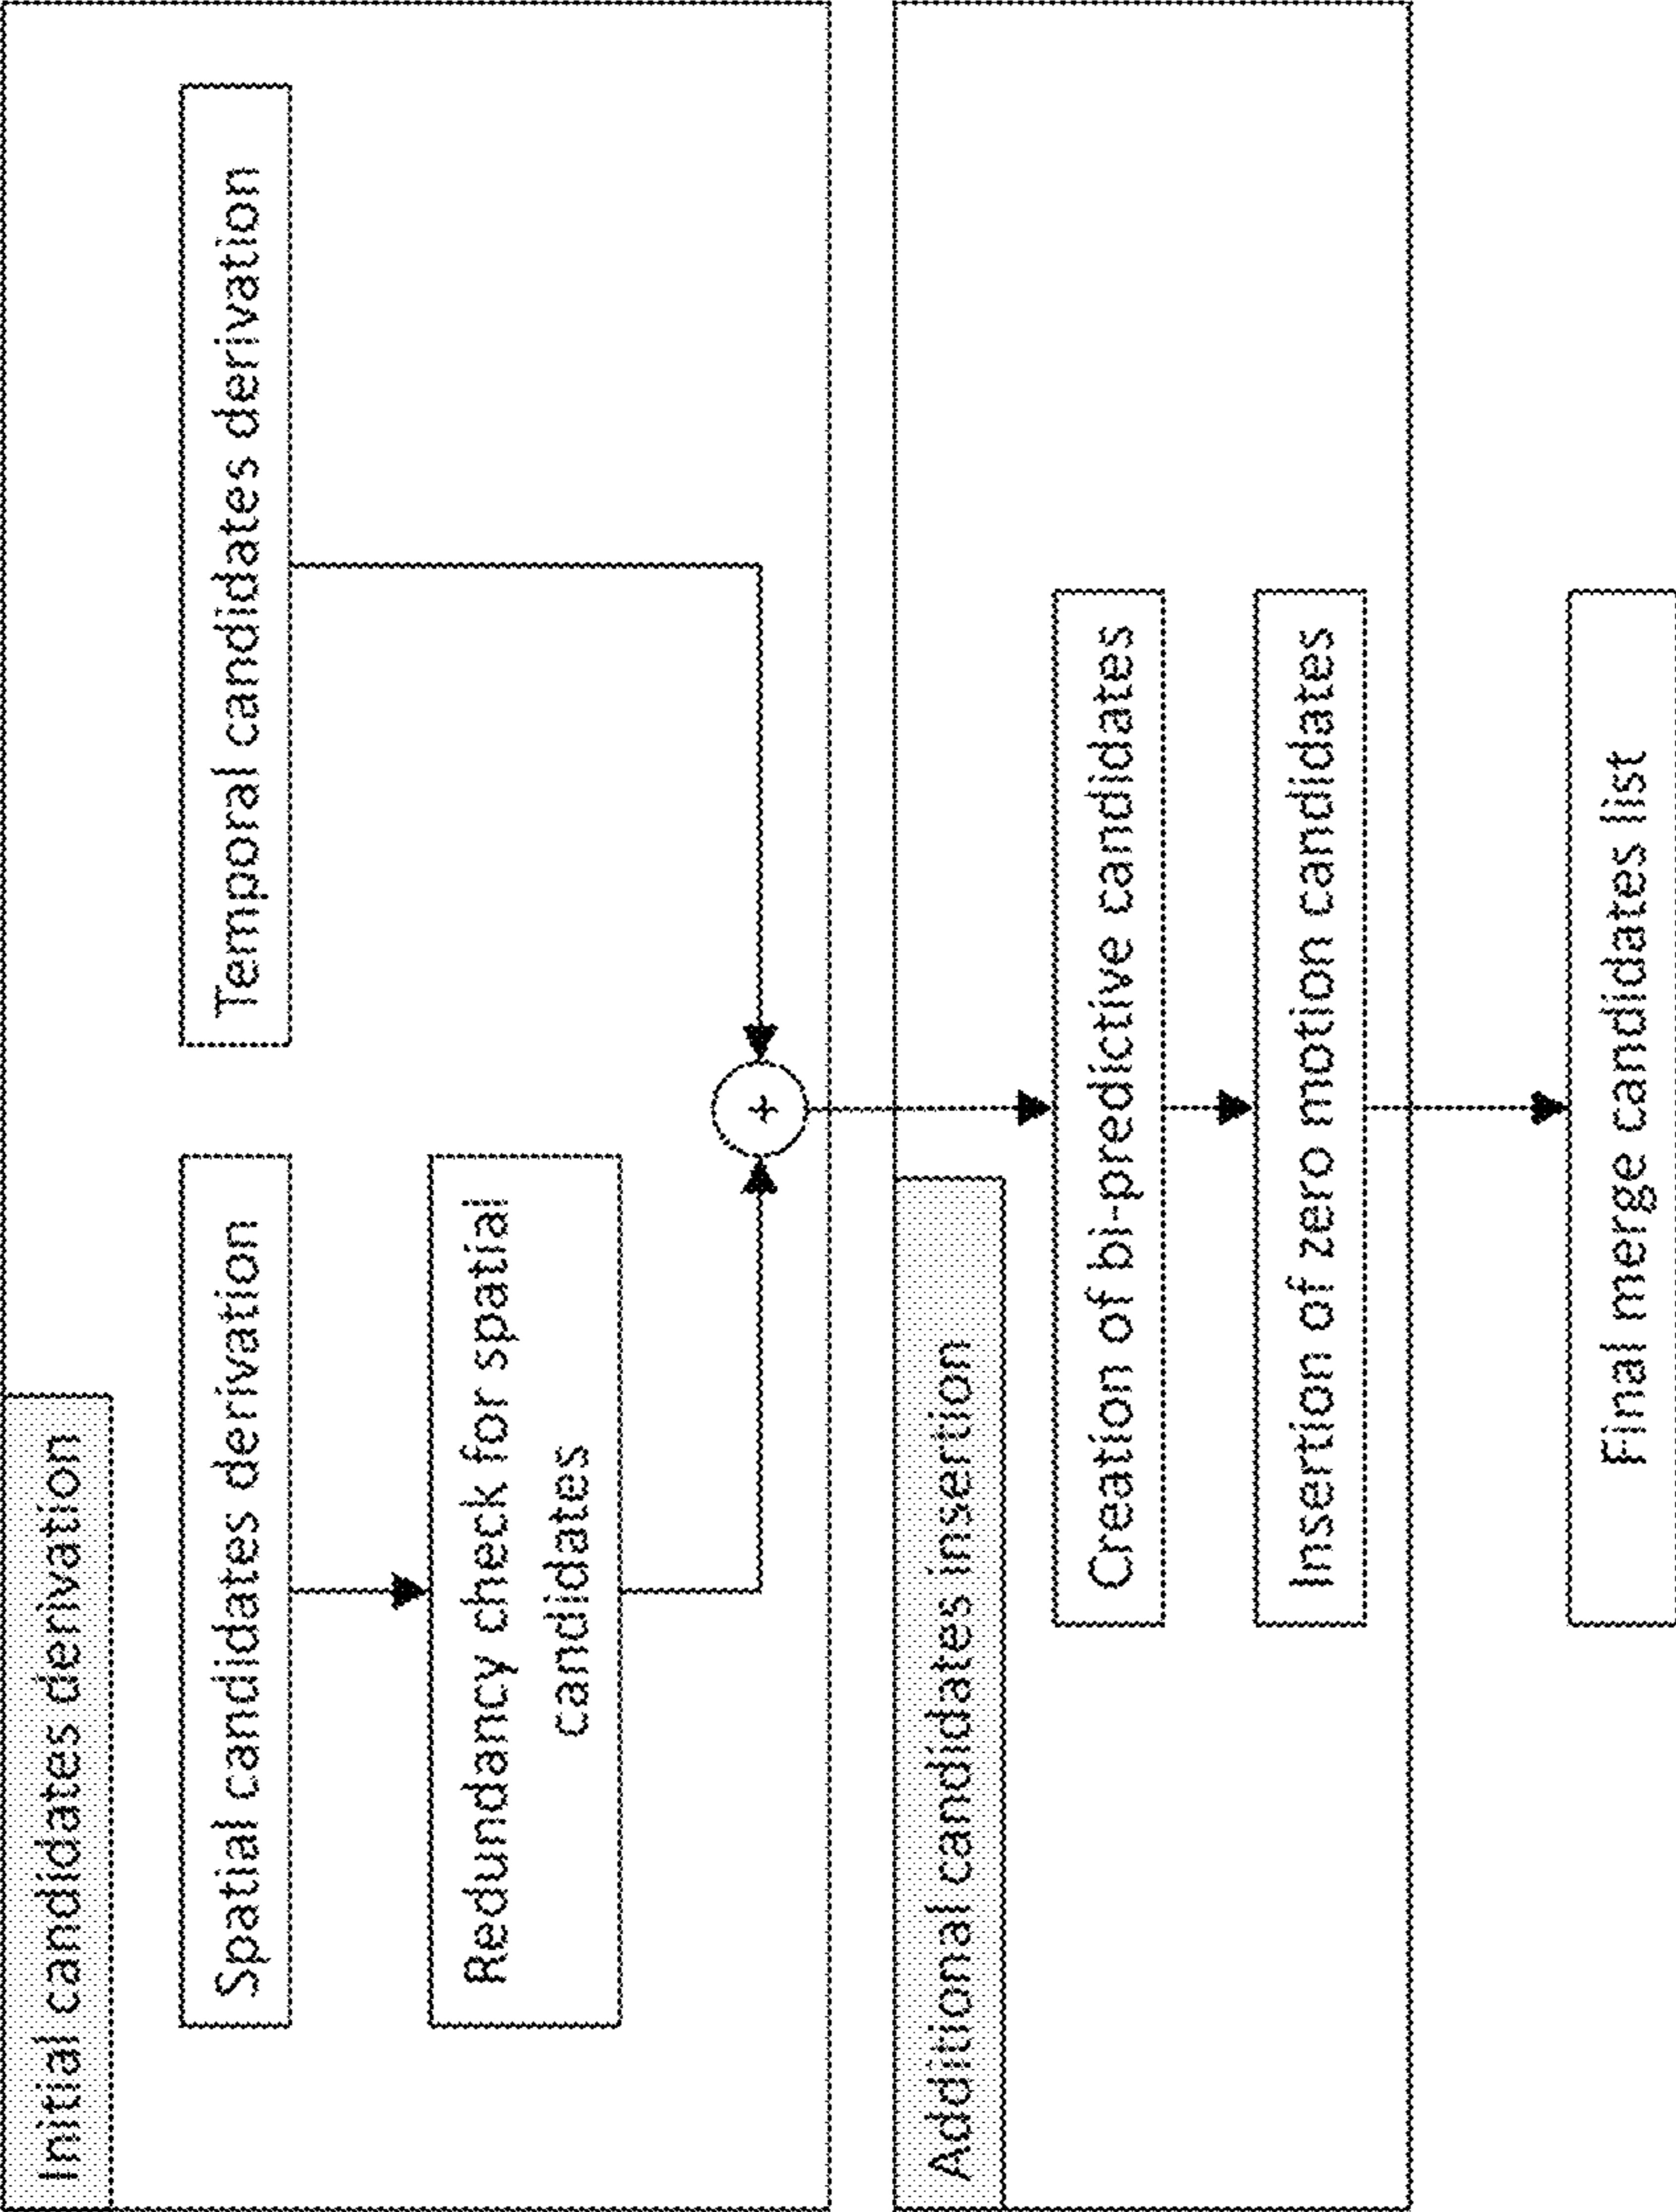 Initial candidates derivation
Spatial candidates derivation
Temporal candidates derivation
Redundancy check for spatial
candidates
+
Additional candidates insertion
Creation of bi-predictive candidates
Insertion of zero motion candidates
Final merge candidates list